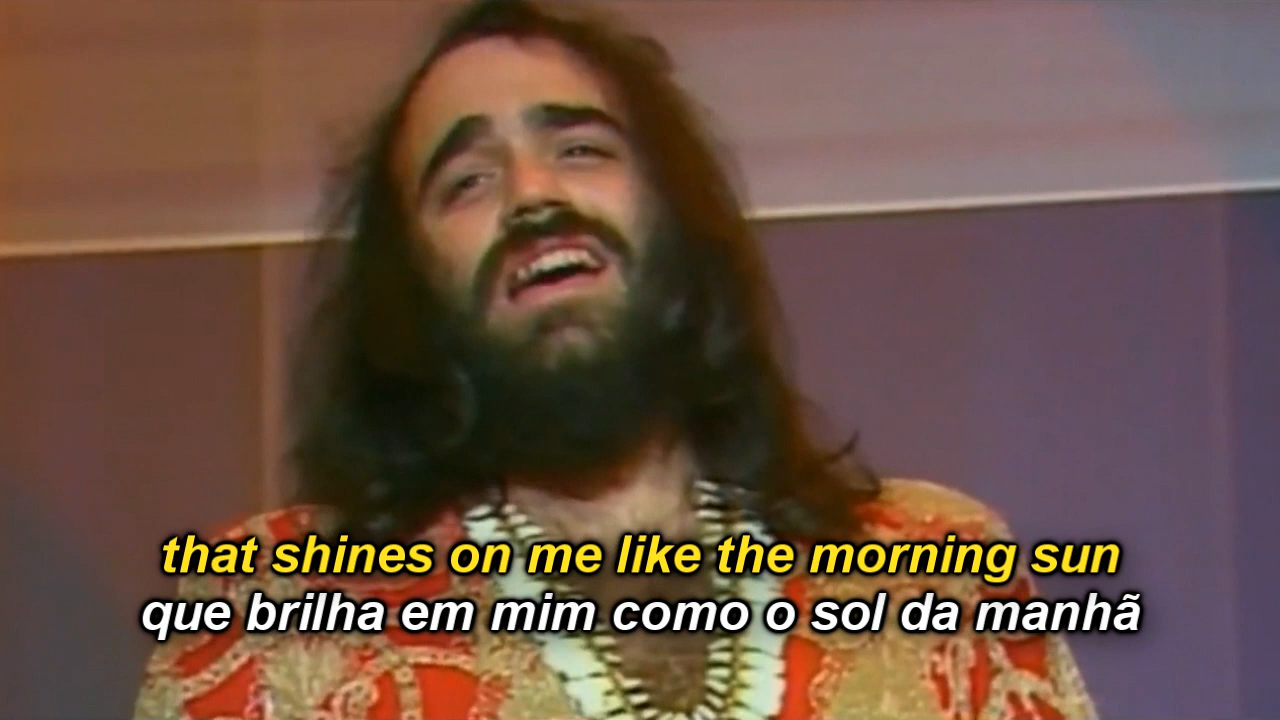 that shines on me like the morning sun
que brilha em mim como o sol da manhã